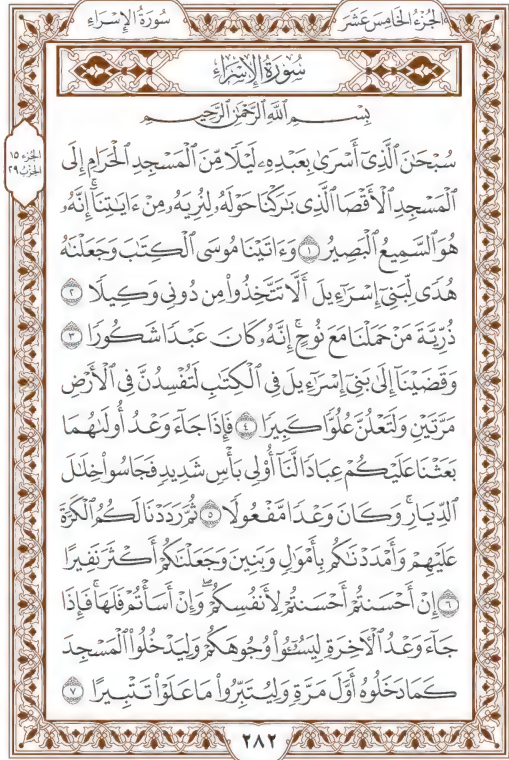 سُورَةُ الإِسْرَاءِ
الجُزْءُ الخَامِسَ عَشَرَ
سُورَةُ الإِسْرَاءِ
بِسْمِ ٱللَّهِ ٱلرَّحْمَٰنِ ٱلرَّحِيمِ
الجزء ١٥
الحزب ٢٩
سُبْحَٰنَ ٱلَّذِىٓ أَسْرَىٰ بِعَبْدِهِۦ لَيْلًا مِّنَ ٱلْمَسْجِدِ ٱلْحَرَامِ إِلَى
ٱلْمَسْجِدِ ٱلْأَقْصَا ٱلَّذِى بَٰرَكْنَا حَوْلَهُۥ لِنُرِيَهُۥ مِنْ ءَايَٰتِنَآ ۚ إِنَّهُۥ
هُوَ ٱلسَّمِيعُ ٱلْبَصِيرُ ١ وَءَاتَيْنَا مُوسَى ٱلْكِتَٰبَ وَجَعَلْنَٰهُ
هُدًى لِّبَنِىٓ إِسْرَٰٓءِيلَ أَلَّا تَتَّخِذُوا۟ مِن دُونِى وَكِيلًا ٢
ذُرِّيَّةَ مَنْ حَمَلْنَا مَعَ نُوحٍ ۚ إِنَّهُۥ كَانَ عَبْدًا شَكُورًا ٣
وَقَضَيْنَآ إِلَىٰ بَنِىٓ إِسْرَٰٓءِيلَ فِى ٱلْكِتَٰبِ لَتُفْسِدُنَّ فِى ٱلْأَرْضِ
مَرَّتَيْنِ وَلَتَعْلُنَّ عُلُوًّا كَبِيرًا ٤ فَإِذَا جَآءَ وَعْدُ أُولَىٰهُمَا
بَعَثْنَا عَلَيْكُمْ عِبَادًا لَّنَآ أُو۟لِى بَأْسٍ شَدِيدٍ فَجَاسُوا۟ خِلَٰلَ
ٱلدِّيَارِ ۚ وَكَانَ وَعْدًا مَّفْعُولًا ٥ ثُمَّ رَدَدْنَا لَكُمُ ٱلْكَرَّةَ
عَلَيْهِمْ وَأَمْدَدْنَٰكُم بِأَمْوَٰلٍ وَبَنِينَ وَجَعَلْنَٰكُمْ أَكْثَرَ نَفِيرًا
٦ إِنْ أَحْسَنتُمْ أَحْسَنتُمْ لِأَنفُسِكُمْ ۖ وَإِنْ أَسَأْتُمْ فَلَهَا ۚ فَإِذَا
جَآءَ وَعْدُ ٱلْءَاخِرَةِ لِيَسُۥٓـُٔوا۟ وُجُوهَكُمْ وَلِيَدْخُلُوا۟ ٱلْمَسْجِدَ
كَمَا دَخَلُوهُ أَوَّلَ مَرَّةٍ وَلِيُتَبِّرُوا۟ مَا عَلَوْا۟ تَتْبِيرًا ٧
٢٨٢